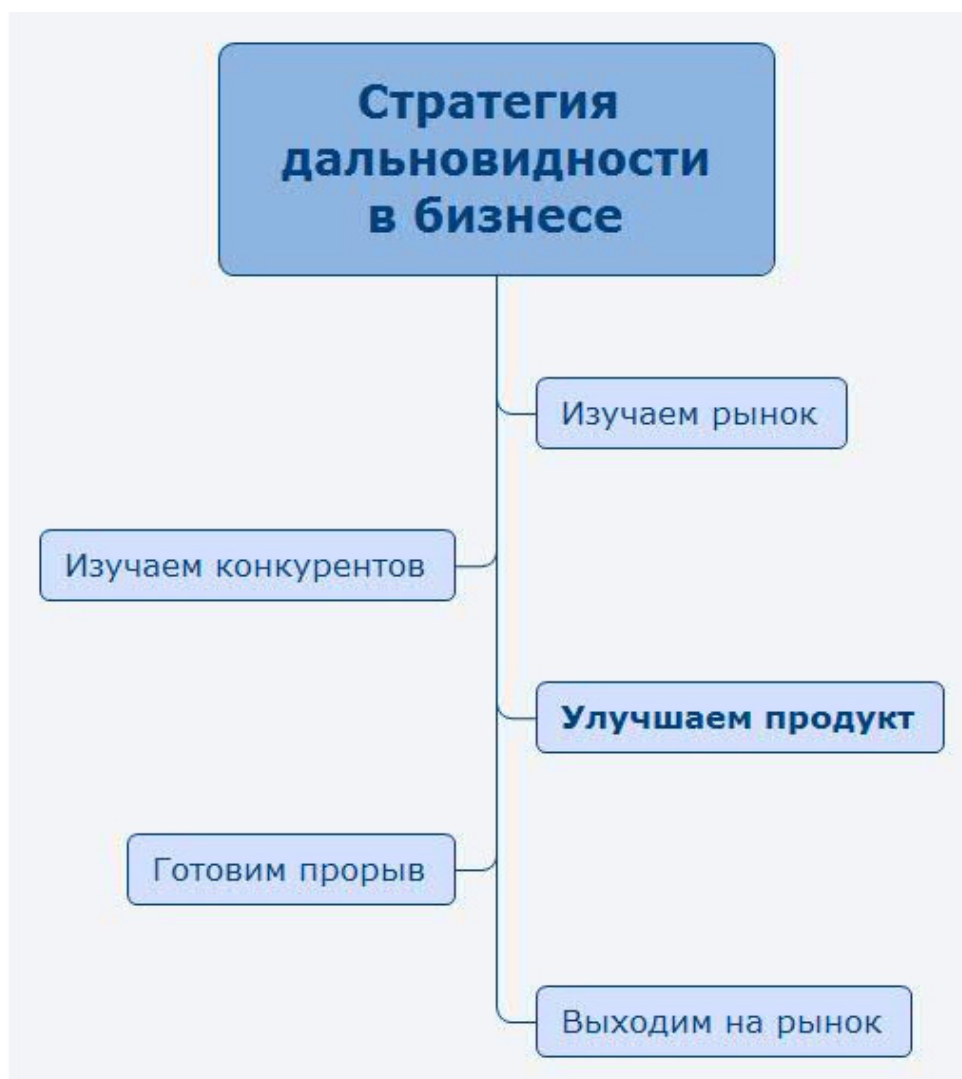 Стратегия
дальновидности
в бизнесе
Изучаем рынок
Изучаем конкурентов
Улучшаем продукт
Готовим прорыв
Выходим на рынок